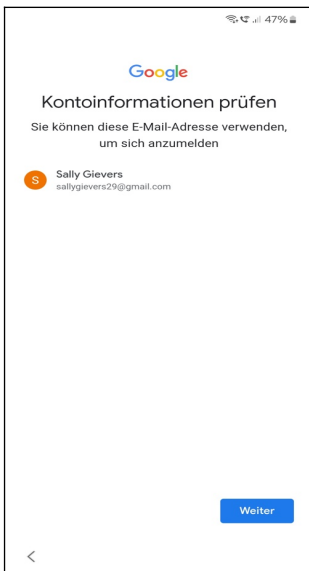 47%
Google
Kontoinformationen prüfen
Sie können diese E-Mail-Adresse verwenden,
um sich anzumelden
S
Sally Gievers
sallygievers29@gmail.com
Weiter